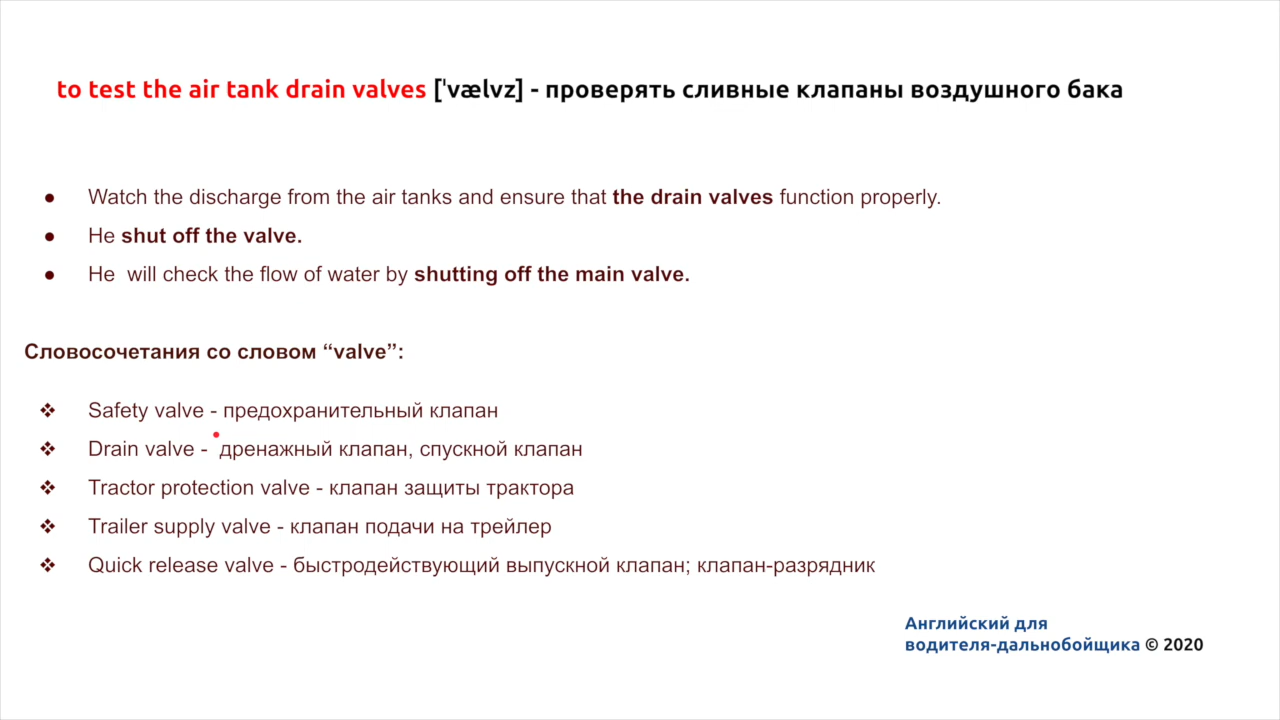 to test the air tank drain valves [ˈvælvz] - проверять сливные клапаны воздушного бака
● Watch the discharge from the air tanks and ensure that the drain valves function properly.
● He shut off the valve.
● He  will check the flow of water by shutting off the main valve.
Словосочетания со словом “valve”:
❖ Safety valve - предохранительный клапан
❖ Drain valve -  дренажный клапан, спускной клапан
❖ Tractor protection valve - клапан защиты трактора
❖ Trailer supply valve - клапан подачи на трейлер
❖ Quick release valve - быстродействующий выпускной клапан; клапан-разрядник
Английский для
водителя-дальнобойщика © 2020